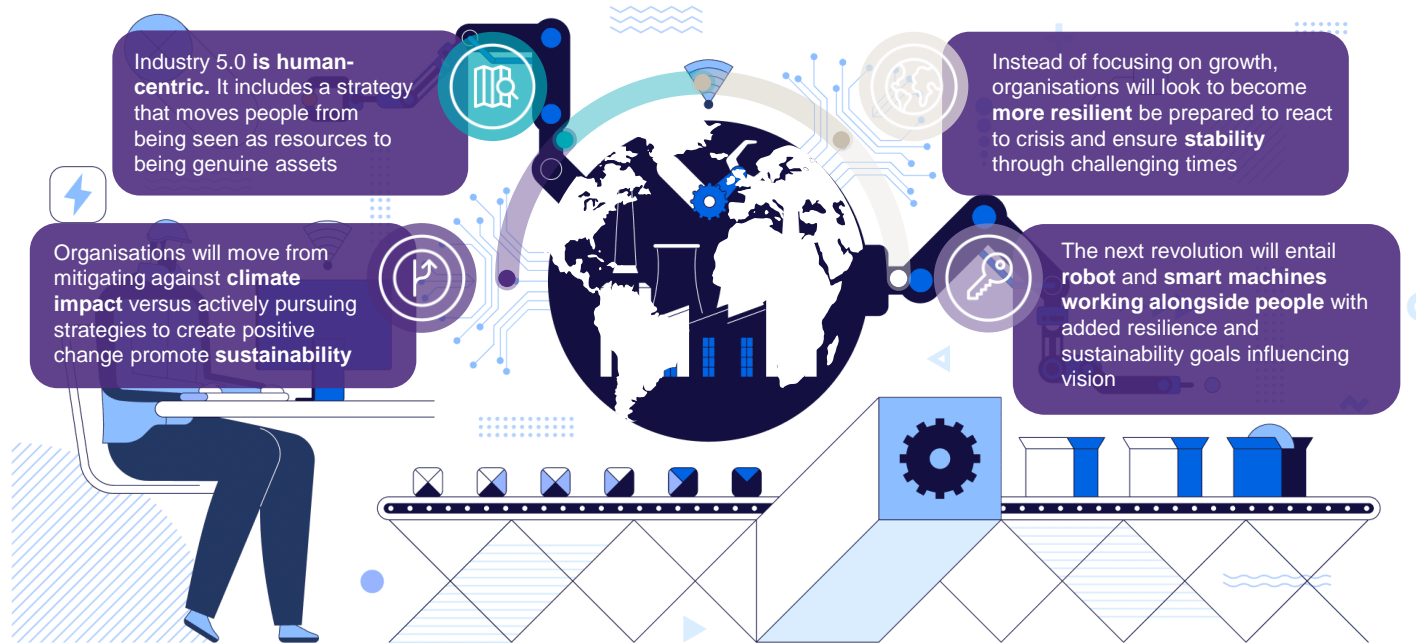 Industry 5.0 is human-
centric. It includes a strategy
that moves people from
being seen as resources to
being genuine assets
Organisations will move from
mitigating against climate
impact versus actively pursuing
strategies to create positive
change promote sustainability
Instead of focusing on growth,
organisations will look to become
more resilient be prepared to react
to crisis and ensure stability
through challenging times
The next revolution will entail
robot and smart machines
working alongside people with
added resilience and
sustainability goals influencing
vision